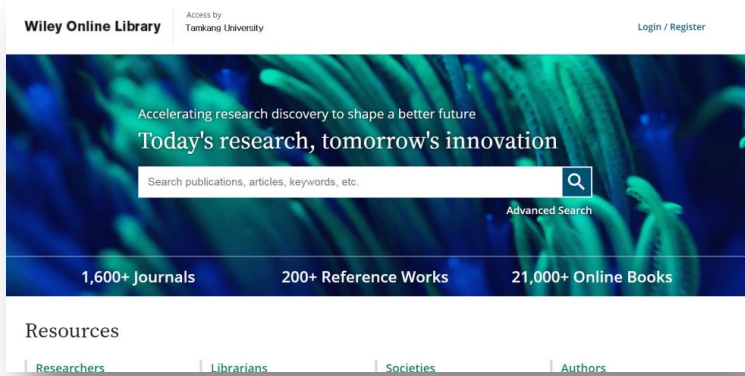 Wiley Online Library
Access by
Tamkang University
Login / Register
Accelerating research discovery to shape a better future
Today's research, tomorrow's innovation
Search publications, articles, keywords, etc.
Advanced Search
1,600+ Journals
200+ Reference Works
21,000+ Online Books
Resources
Researchers
Librarians
Societies
Authors